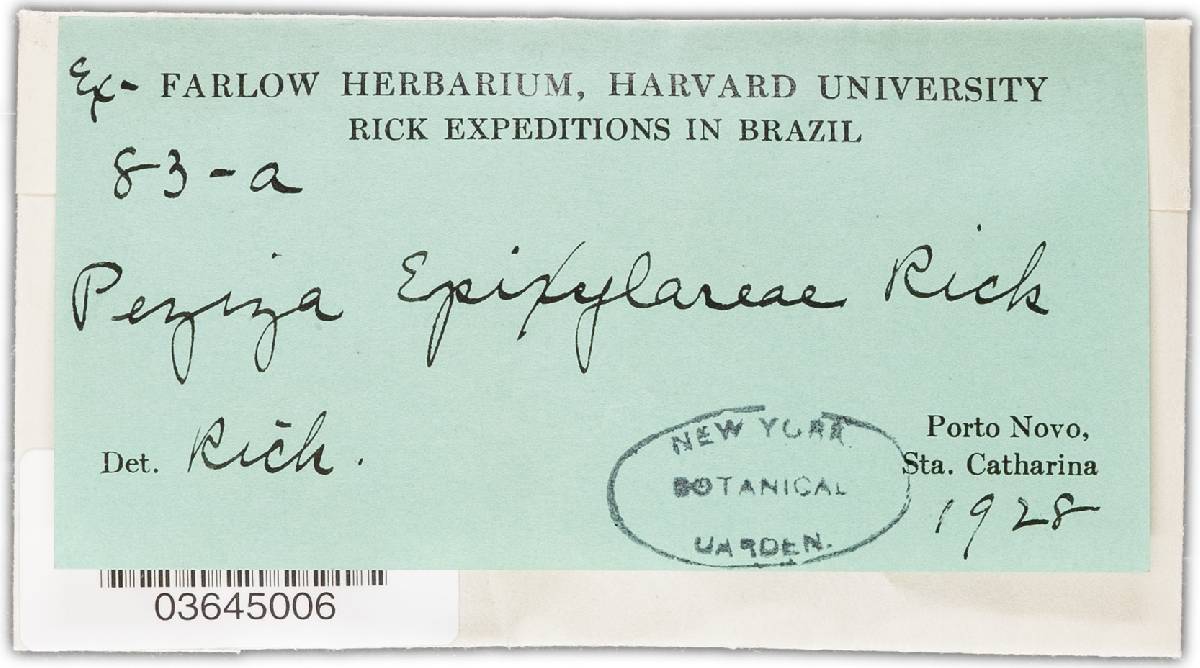 Ex- FARLOW HERBARIUM, HARVARD UNIVERSITY
RICK EXPEDITIONS IN BRAZIL
83-a
Peziza Epixylareae Rick
Det. Rick.
NEW YORK
BOTANICAL
GARDEN.
Porto Novo,
Sta. Catharina
1928
03645006